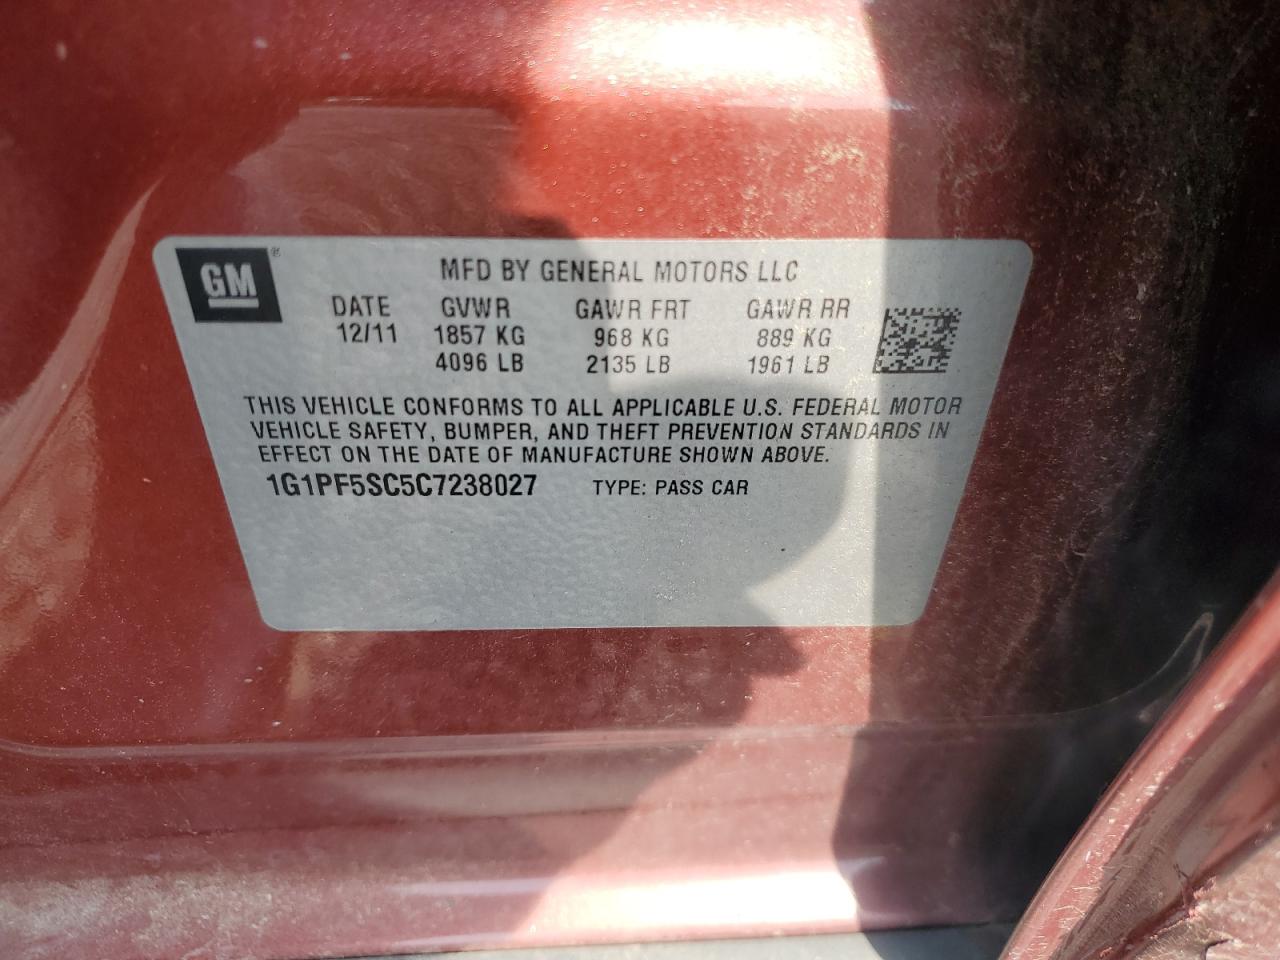 GM®
MFD BY GENERAL MOTORS LLC
DATE GVWR GAWR FRT GAWR RR
12/11 1857 KG 968 KG 889 KG
4096 LB 2135 LB 1961 LB
THIS VEHICLE CONFORMS TO ALL APPLICABLE U.S. FEDERAL MOTOR
VEHICLE SAFETY, BUMPER, AND THEFT PREVENTION STANDARDS IN
EFFECT ON THE DATE OF MANUFACTURE SHOWN ABOVE.
1G1PF5SC5C7238027 TYPE: PASS CAR